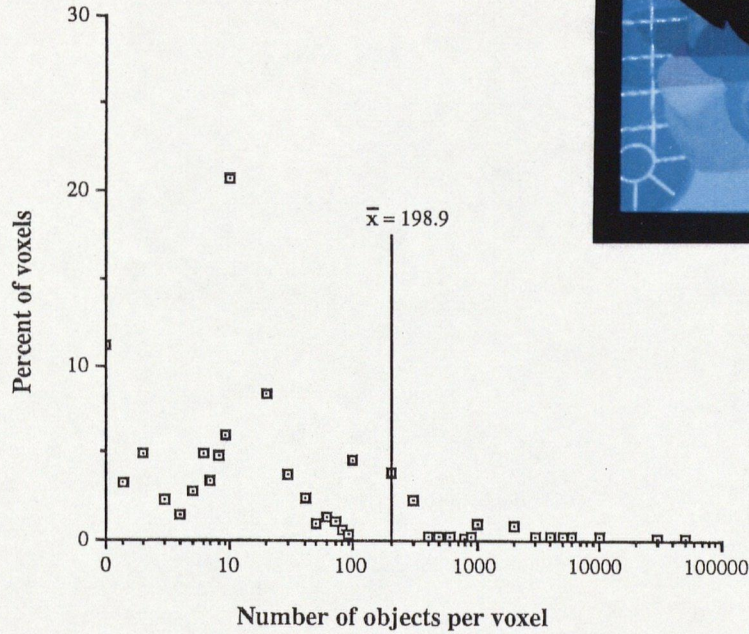 30
20
10
0
Percent of voxels
x̄ = 198.9
0 10 100 1000 10000 100000
Number of objects per voxel